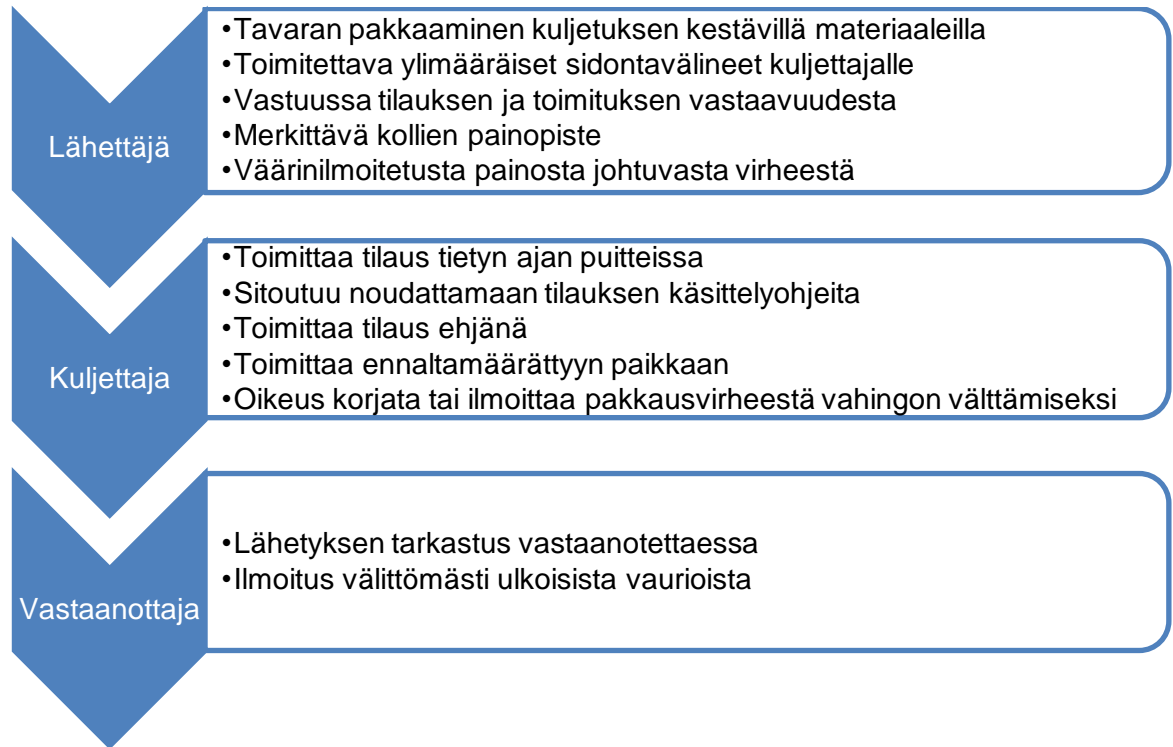 Lähettäjä
•Tavaran pakkaaminen kuljetuksen kestävillä materiaaleilla
•Toimitettava ylimääräiset sidontavälineet kuljettajalle
•Vastuussa tilauksen ja toimituksen vastaavuudesta
•Merkittävä kollien painopiste
•Väärinilmoitetusta painosta johtuvasta virheestä
Kuljettaja
•Toimittaa tilaus tietyn ajan puitteissa
•Sitoutuu noudattamaan tilauksen käsittelyohjeita
•Toimittaa tilaus ehjänä
•Toimittaa ennaltamäärättyyn paikkaan
•Oikeus korjata tai ilmoittaa pakkausvirheestä vahingon välttämiseksi
Vastaanottaja
•Lähetyksen tarkastus vastaanotettaessa
•Ilmoitus välittömästi ulkoisista vaurioista